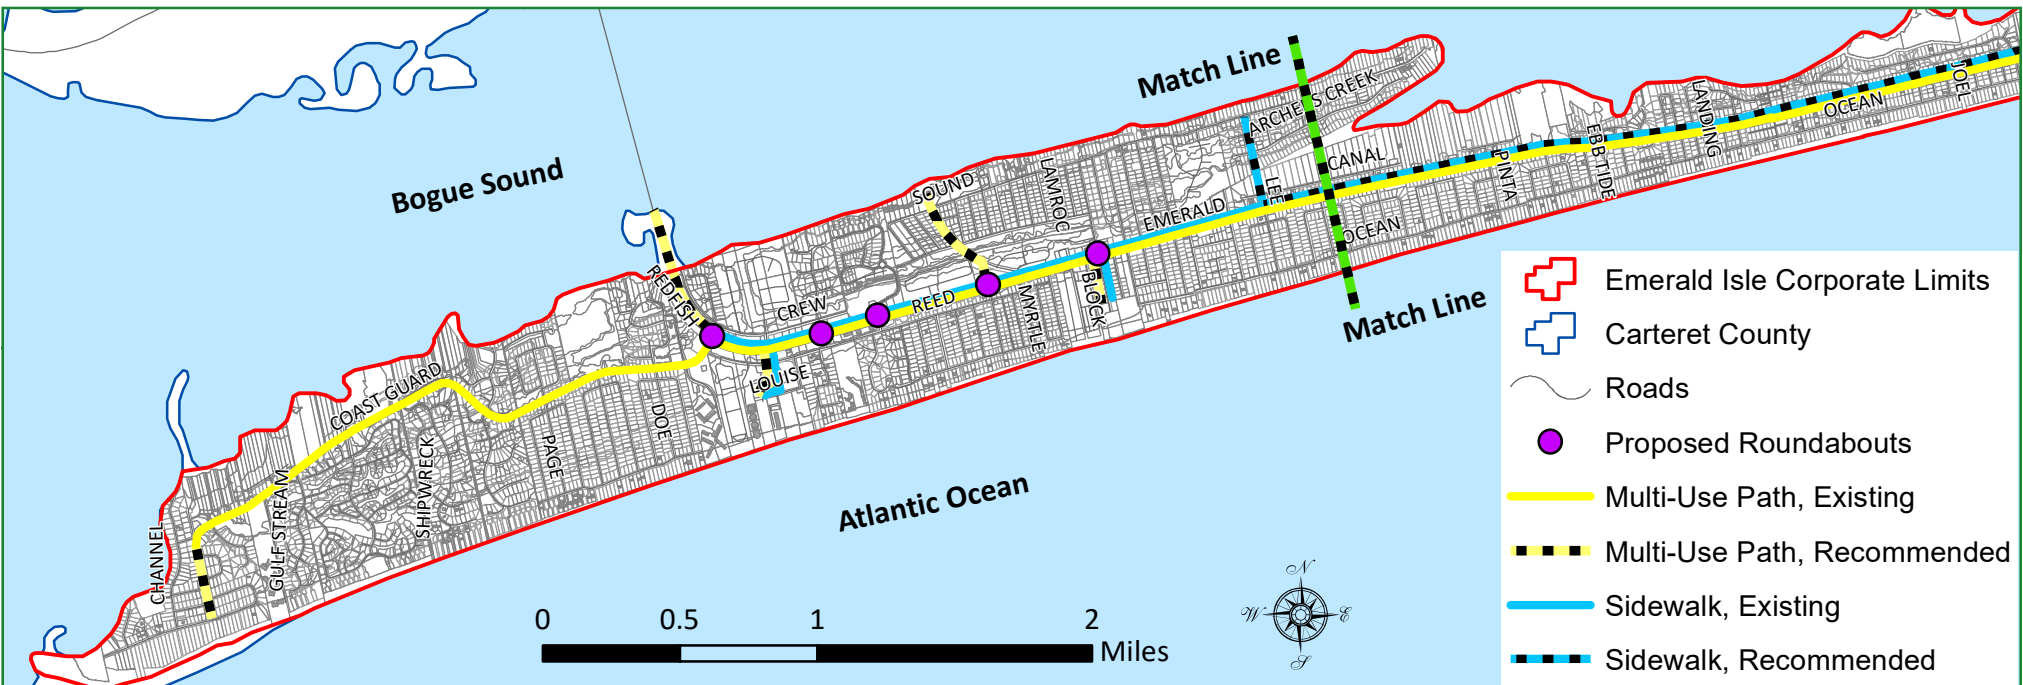 Match Line
ARCHERS CREEK
JOEL
LANDING
OCEAN
EBB TIDE
CANAL
PINTA
Bogue Sound
SOUND
LAMROC
LEE
EMERALD
OCEAN
REDFISH
CREW
REED
MYRTLE
BLOCK
Match Line
LOUISE
COAST GUARD
DOE
PAGE
SHIPWRECK
GULF STREAM
CHANNEL
Atlantic Ocean
0 0.5 1 2
Miles
N
W E
S
Emerald Isle Corporate Limits
Carteret County
Roads
Proposed Roundabouts
Multi-Use Path, Existing
Multi-Use Path, Recommended
Sidewalk, Existing
Sidewalk, Recommended